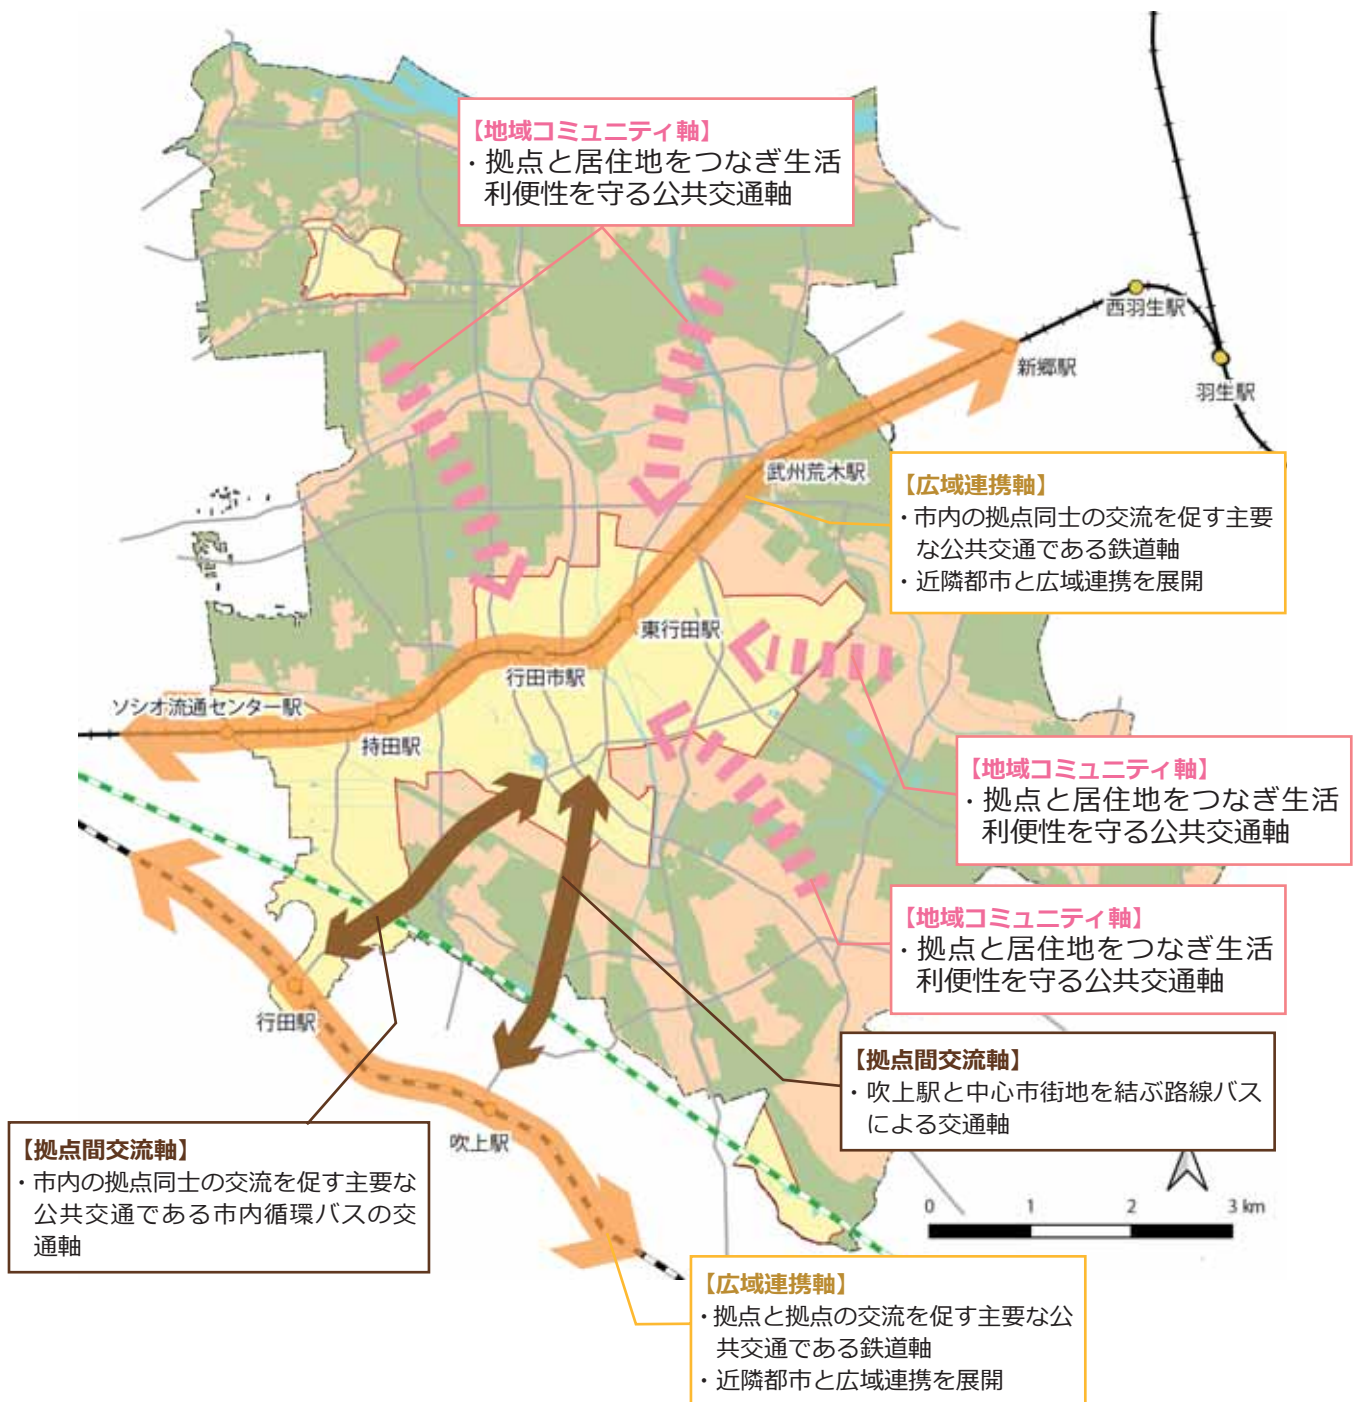 【地域コミュニティ軸】
・拠点と居住地をつなぎ生活
利便性を守る公共交通軸
西羽生駅
新郷駅
羽生駅
武州荒木駅
【広域連携軸】
・市内の拠点同士の交流を促す主要
な公共交通である鉄道軸
・近隣都市と広域連携を展開
東行田駅
行田市駅
ソシオ流通センター駅
持田駅
【地域コミュニティ軸】
・拠点と居住地をつなぎ生活
利便性を守る公共交通軸
【地域コミュニティ軸】
・拠点と居住地をつなぎ生活
利便性を守る公共交通軸
行田駅
【拠点間交流軸】
・吹上駅と中心市街地を結ぶ路線バス
による交通軸
吹上駅
【拠点間交流軸】
・市内の拠点同士の交流を促す主要な
公共交通である市内循環バスの交
通軸
0 1 2 3 km
【広域連携軸】
・拠点と拠点の交流を促す主要な公
共交通である鉄道軸
・近隣都市と広域連携を展開